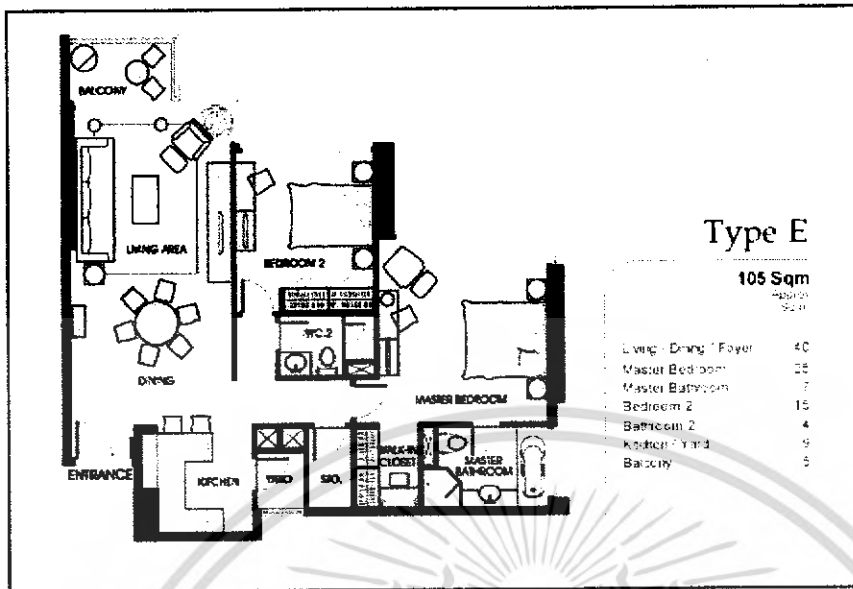 BALCONY
LIVING AREA
BEDROOM 2
WC.2
DINING
MASTER BEDROOM
ENTRANCE
KITCHEN
STO.
WALK-IN
CLOSET
MASTER
BATHROOM
Type E
105 Sqm
Approx
Sq.m.
Living / Dining / Foyer 40
Master Bedroom 25
Master Bathroom 7
Bedroom 2 15
Bathroom 2 4
Kitchen 9
Balcony 5